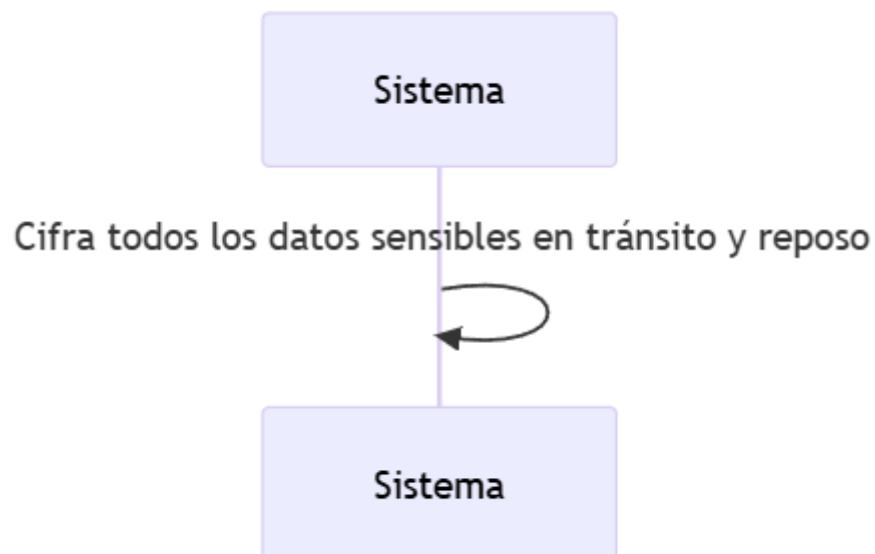 Sistema
Cifra todos los datos sensibles en tránsito y reposo
Sistema